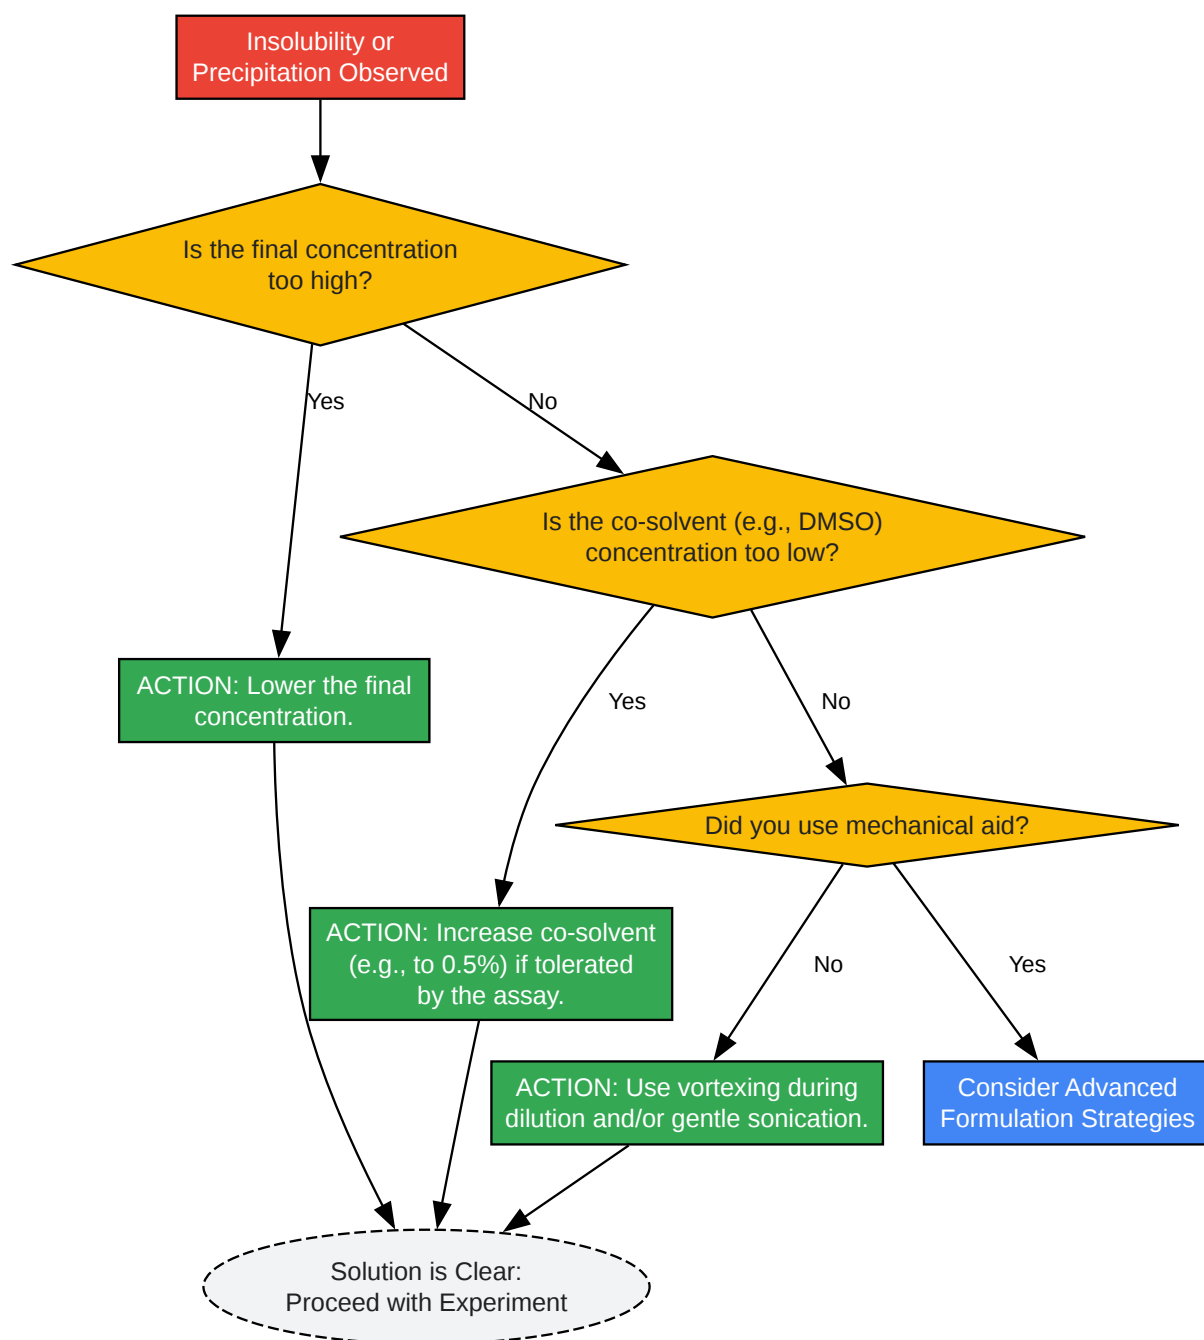 Insolubility or
Precipitation Observed
Is the final concentration
too high?
Yes
No
Is the co-solvent (e.g., DMSO)
concentration too low?
ACTION: Lower the final
concentration.
Yes
No
Did you use mechanical aid?
ACTION: Increase co-solvent
(e.g., to 0.5%) if tolerated
by the assay.
No
Yes
ACTION: Use vortexing during
dilution and/or gentle sonication.
Consider Advanced
Formulation Strategies
Solution is Clear:
Proceed with Experiment